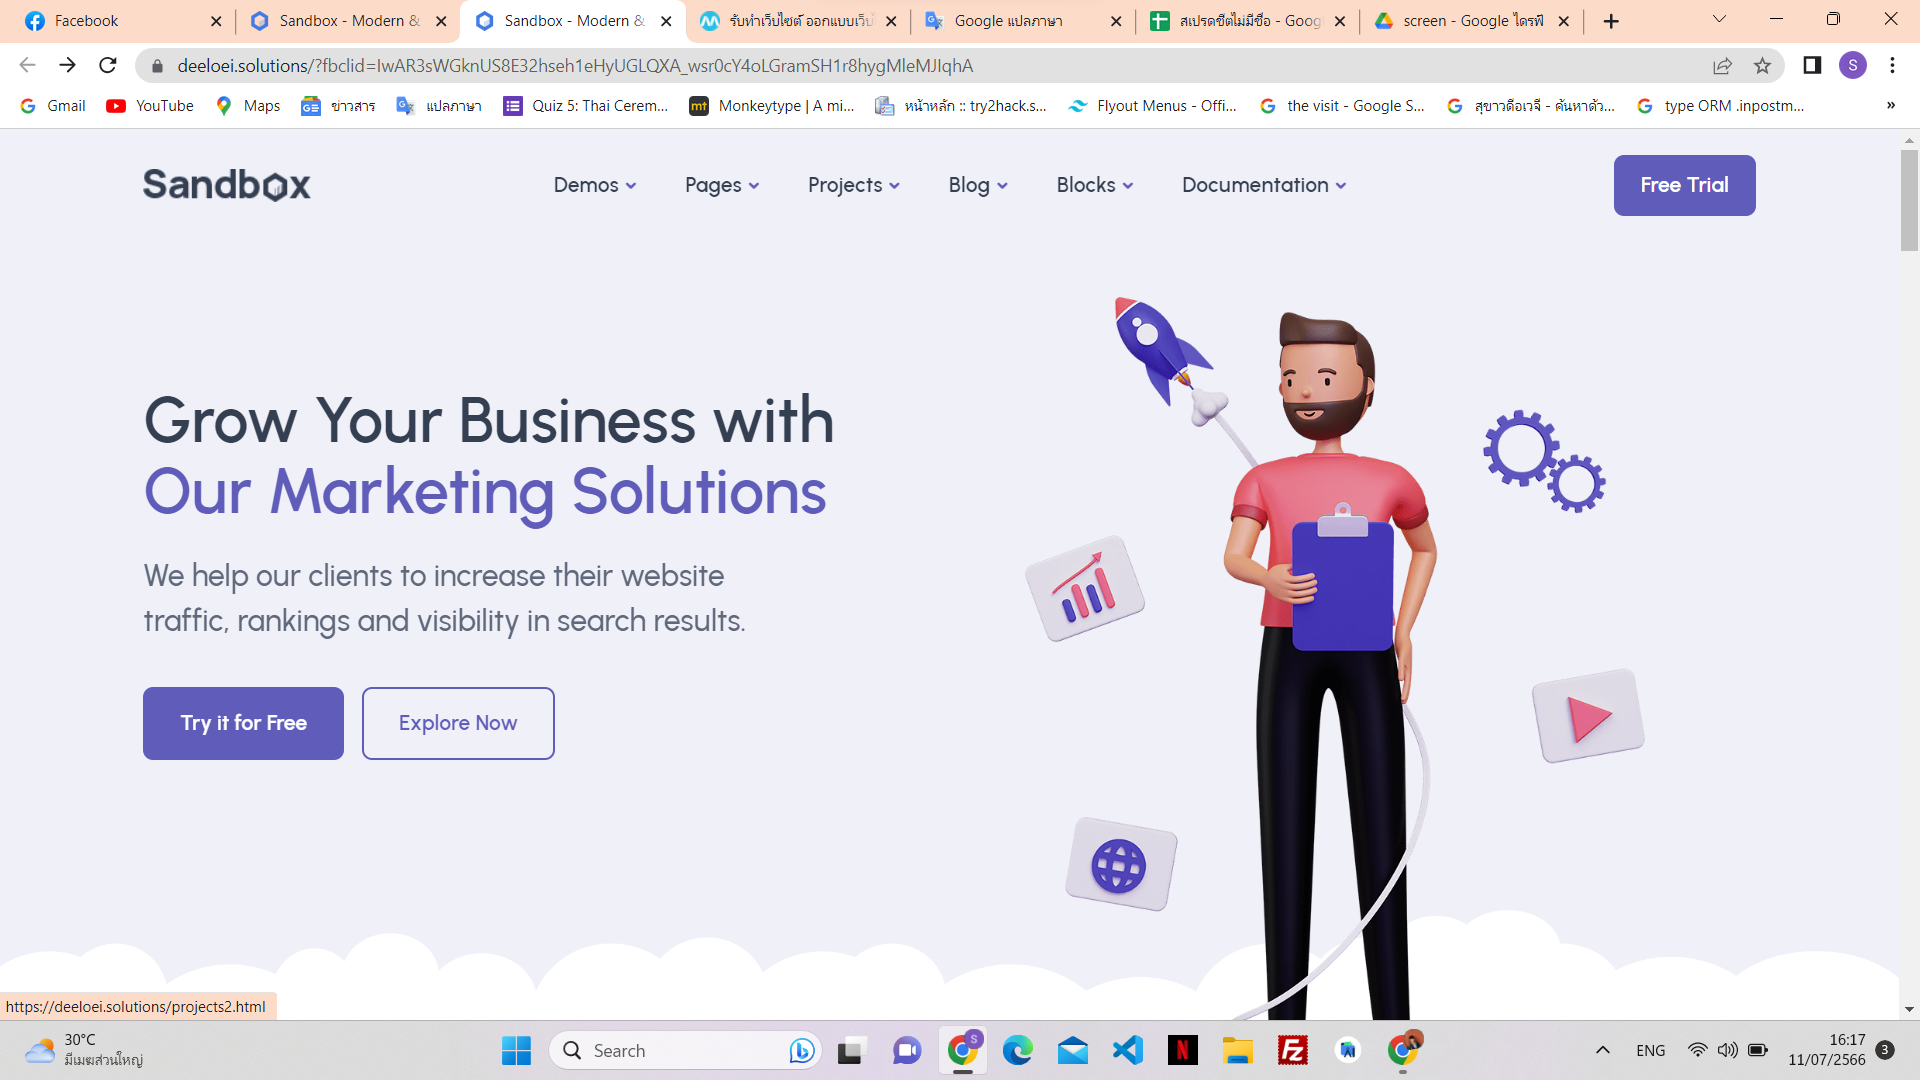 Facebook
Sandbox - Modern &
Sandbox - Modern &
รับทำเว็บไซต์ ออกแบบเว็บ
Google แปลภาษา
สเปรดชีตไม่มีชื่อ - Goog
screen - Google ไดรฟ์
deeloei.solutions/?fbclid=IwAR3sWGknUS8E32hseh1eHyUGLQXA_wsr0cY4oLGramSH1r8hygMleMJIqhA
S
Gmail
YouTube
Maps
ข่าวสาร
แปลภาษา
Quiz 5: Thai Cerem...
mt
Monkeytype | A mi...
หน้าหลัก :: try2hack.s...
Flyout Menus - Offi...
the visit - Google S...
สุขาวดีอเวจี - ค้นหาด้ว...
type ORM .inpostm...
»
Sandbox
Demos
Pages
Projects
Blog
Blocks
Documentation
Free Trial
Grow Your Business with
Our Marketing Solutions
We help our clients to increase their website
traffic, rankings and visibility in search results.
Try it for Free
Explore Now
https://deeloei.solutions/projects2.html
30°C
มีเมฆส่วนใหญ่
Search
S
N
FZ
ENG
16:17
11/07/2566
3